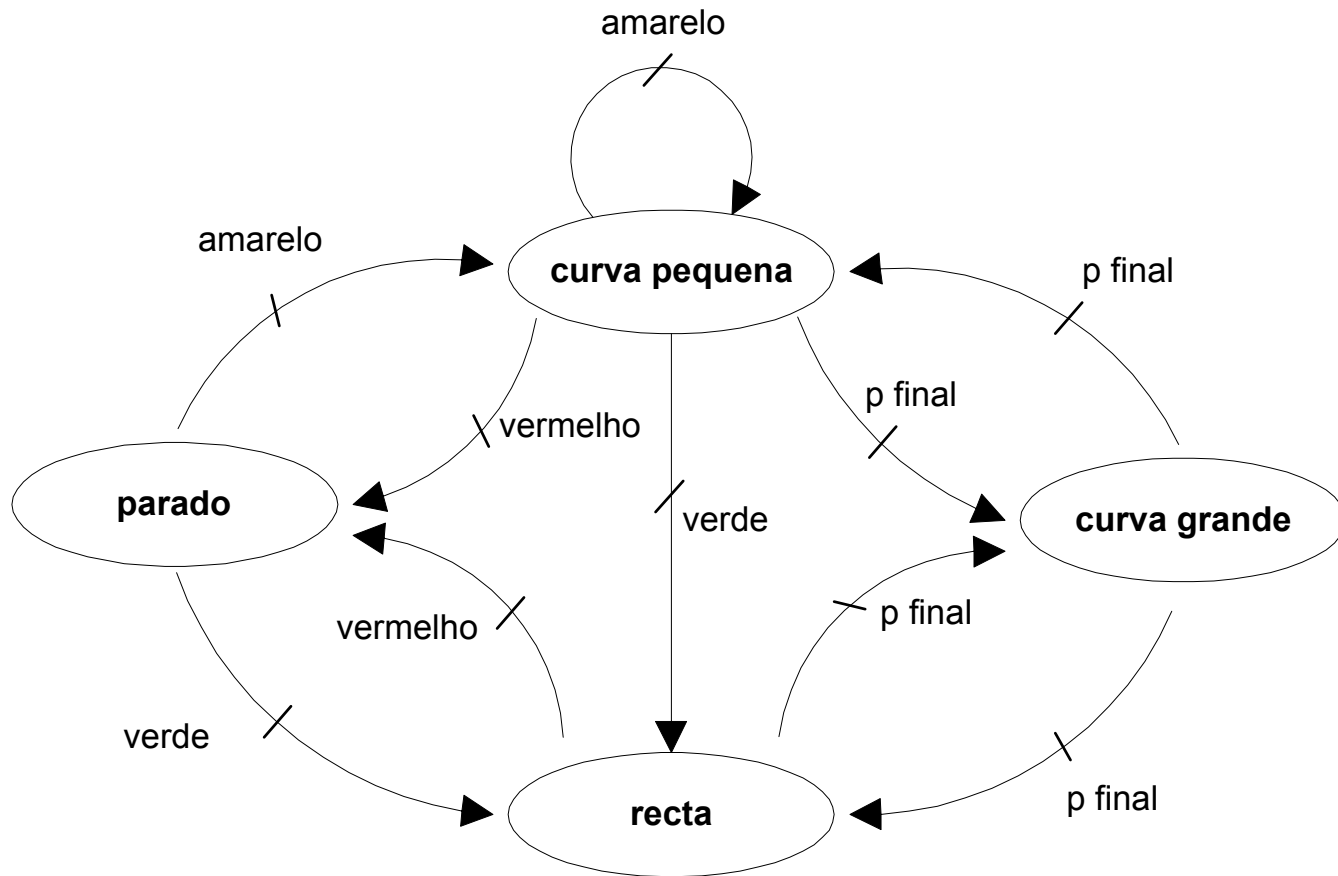 amarelo
amarelo
curva pequena
p final
p final
vermelho
parado
verde
curva grande
vermelho
p final
verde
p final
recta